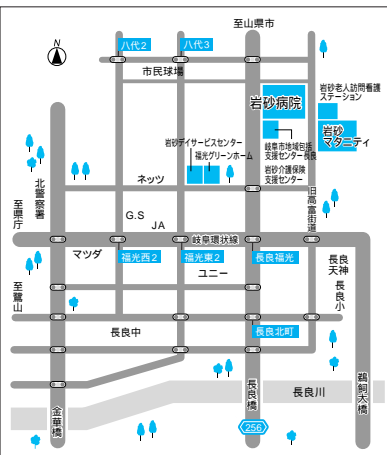 至山県市
N
八代2
八代3
市民球場
岩砂病院
岩砂老人訪問看護
ステーション
岩砂
マタニティ
岩砂デイサービスセンター
福光グリーンホーム
岐阜市地域包括
支援センター長良
岩砂介護保険
支援センター
北警察署
ネッツ
旧高富街道
至県庁
G.S
JA
岐阜環状線
マツダ
福光西2
福光東2
長良福光
長良
天神
ユニー
至鷺山
長良小
長良中
長良北町
長良川
金華橋
長良橋
鵜飼大橋
256